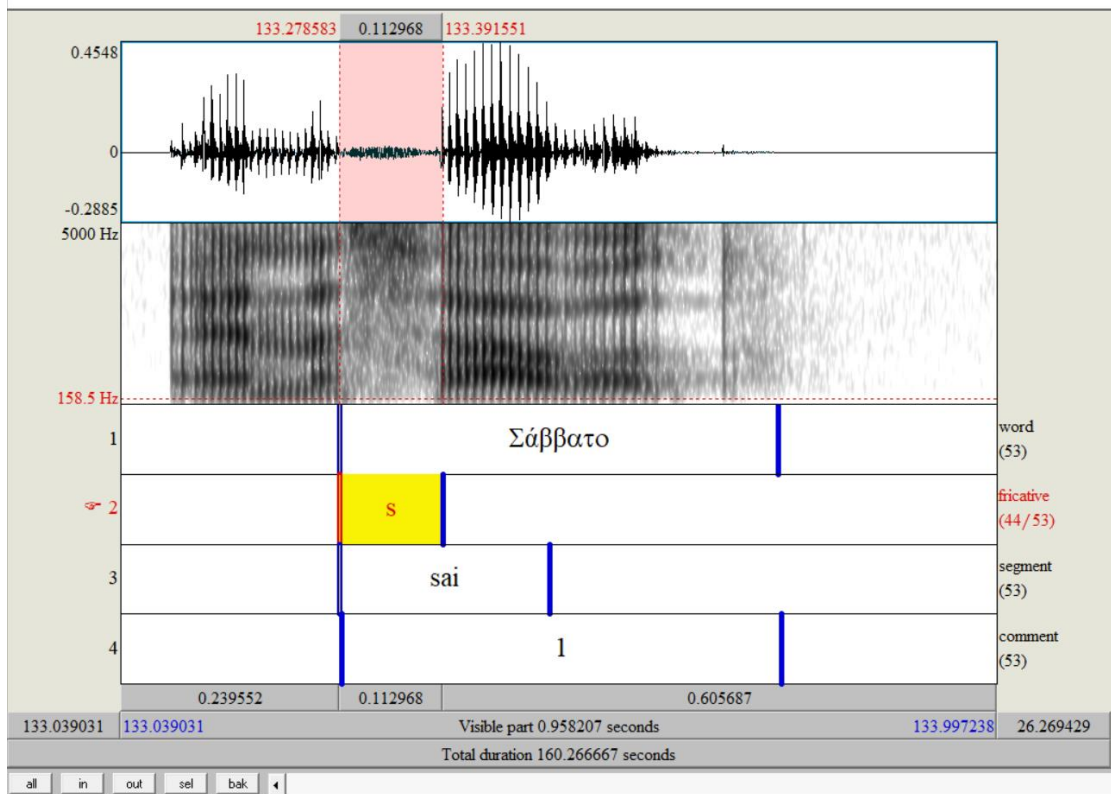 133.278583 0.112968 133.391551
0.4548
0
-0.2885
5000 Hz
158.5 Hz
1 Σάββατο word (53)
☞ 2 s fricative (44/53)
3 sai segment (53)
4 1 comment (53)
0.239552 0.112968 0.605687
133.039031 133.039031 Visible part 0.958207 seconds 133.997238 26.269429
Total duration 160.266667 seconds
all in out sel bak